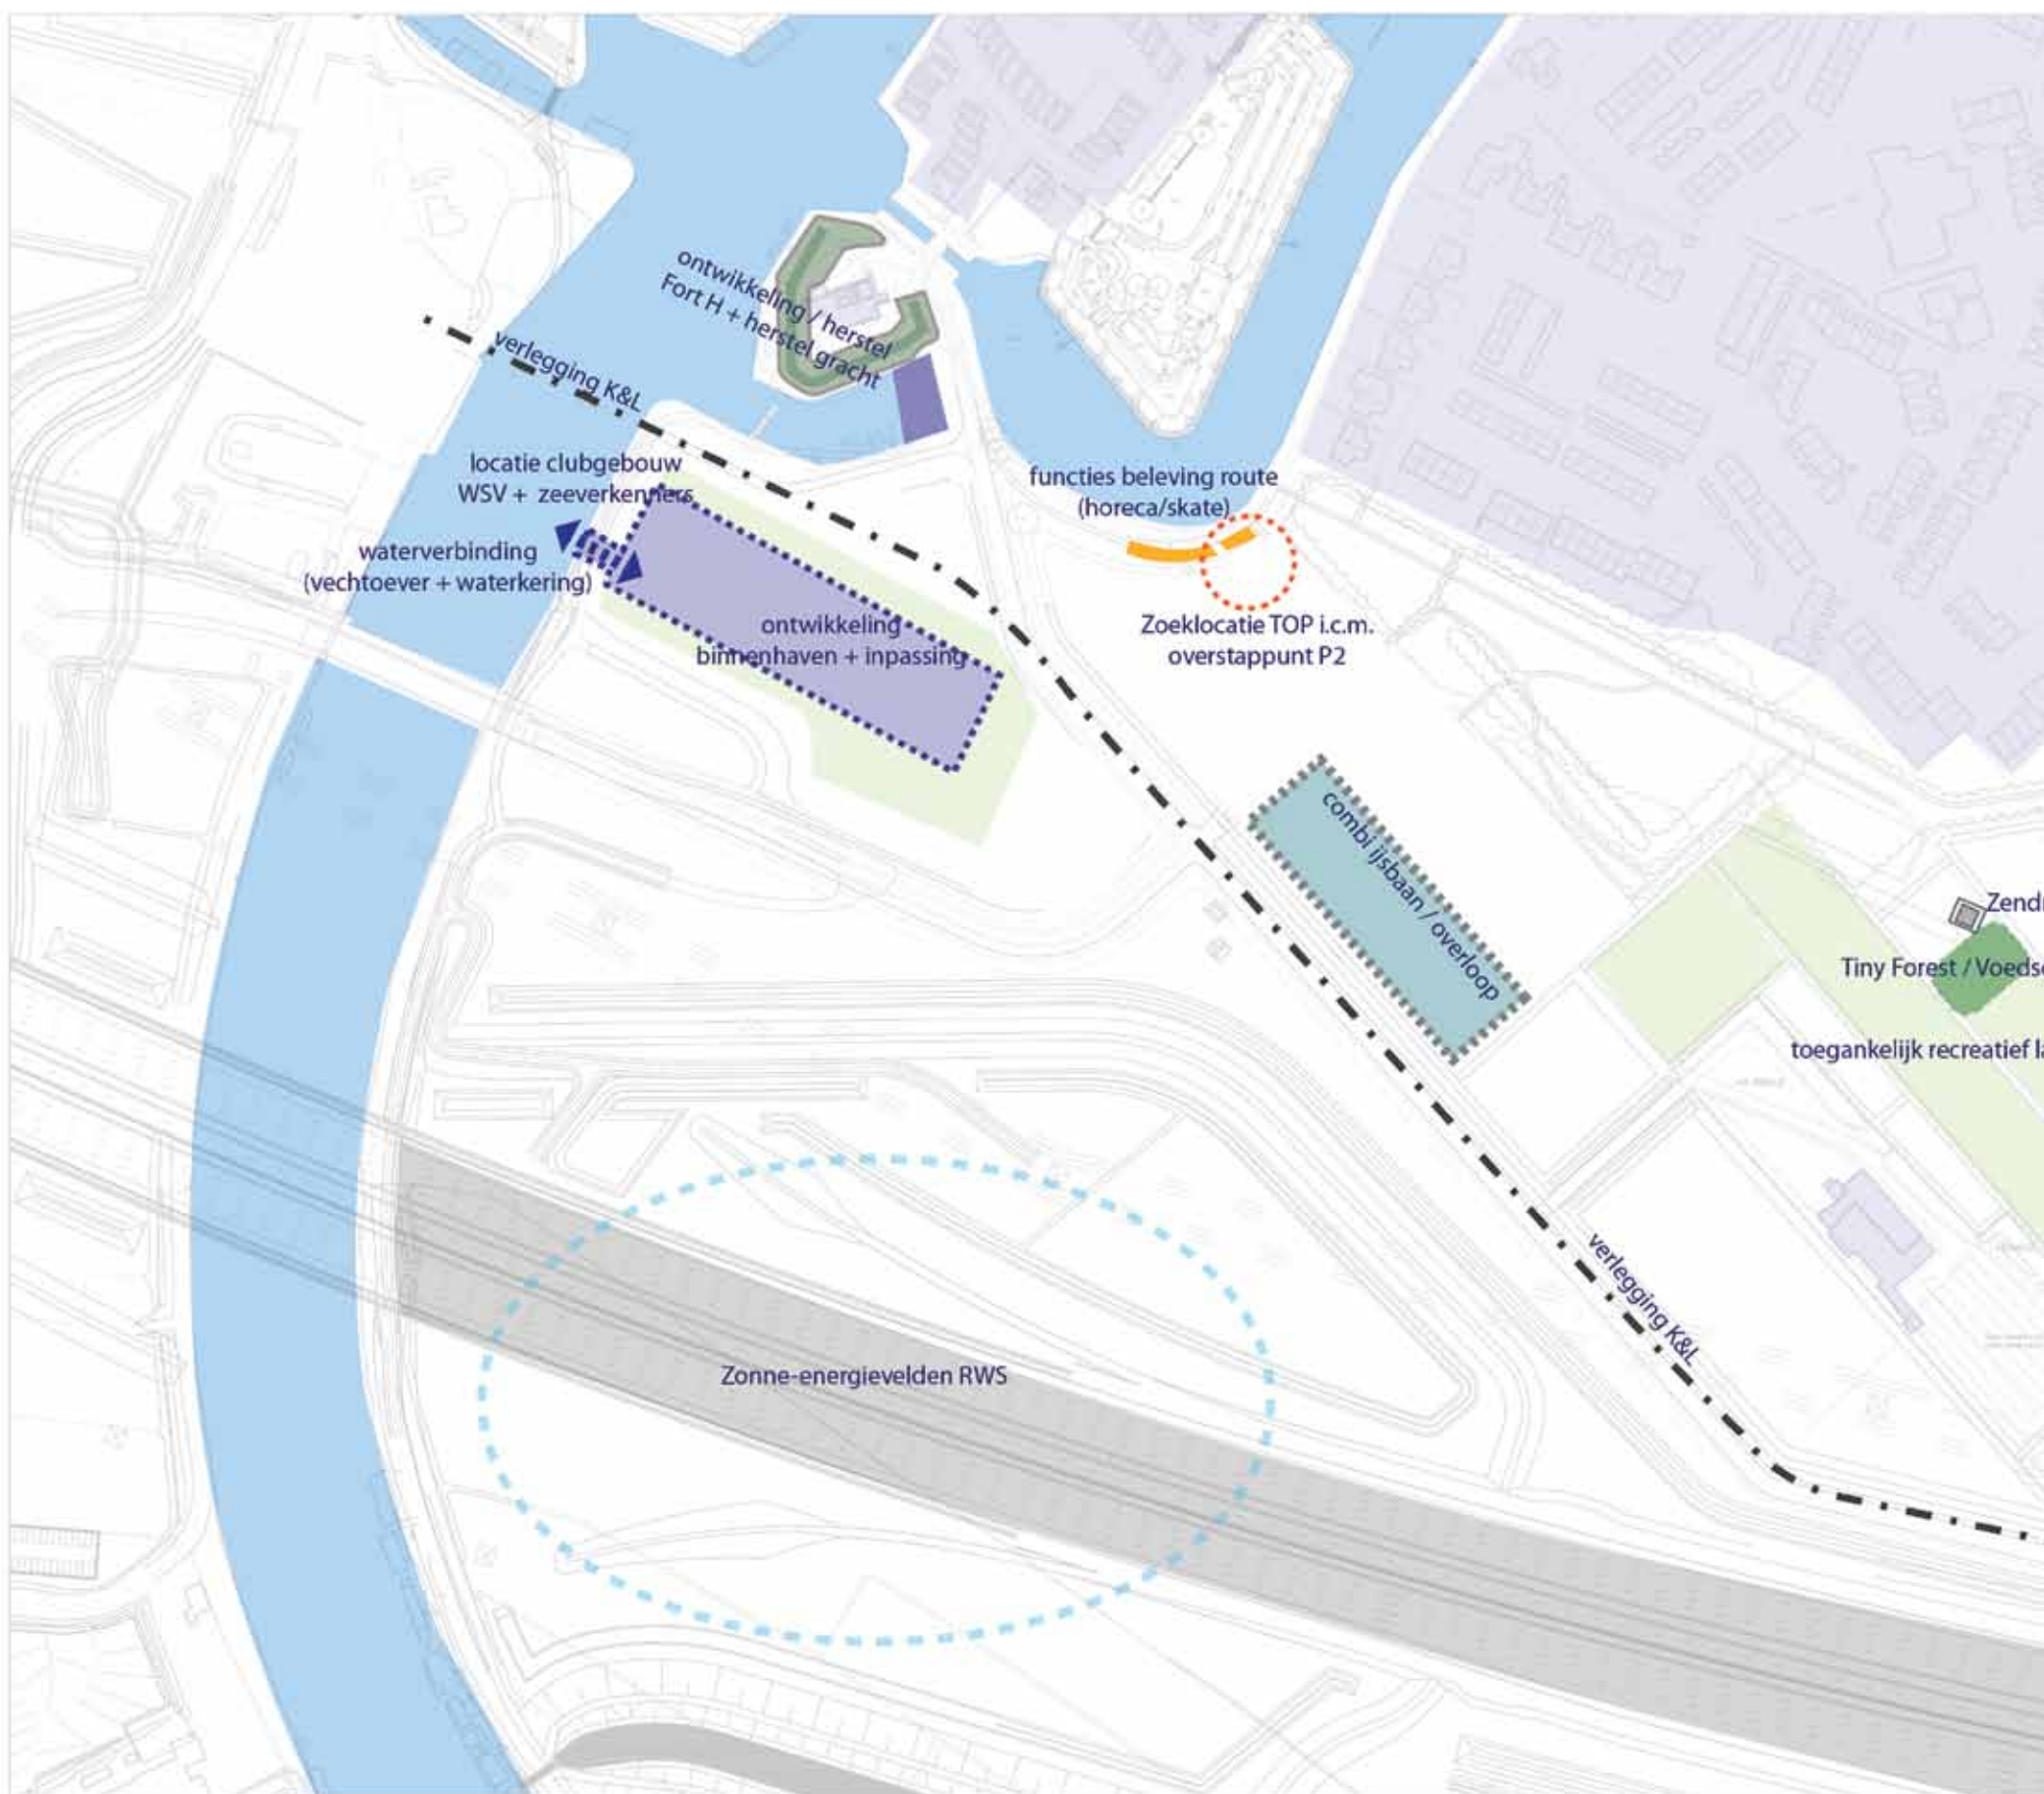 ontwikkeling / herstel
Fort H + herstel gracht
verlegging K&L
locatie clubgebouw
WSV + zeeverkenners
functies beleving route
(horeca/skate)
waterverbinding
(vechtoever + waterkering)
ontwikkeling
binnenhaven + inpassing
Zoeklocatie TOP i.c.m.
overstappunt P2
combi ijsbaan / overloop
Zend
Tiny Forest / Voeds
toegankelijk recreatief l
verlegging K&L
Zonne-energievelden RWS